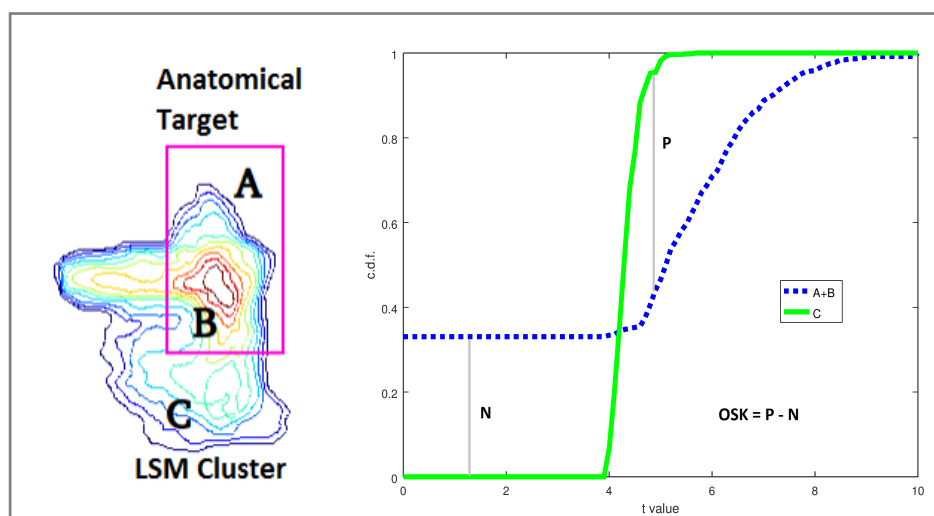 Anatomical
Target
A
B
C
LSM Cluster
1
0.8
0.6
0.4
0.2
0
c.d.f.
0
2
4
6
8
10
t value
P
N
A+B
C
OSK = P - N